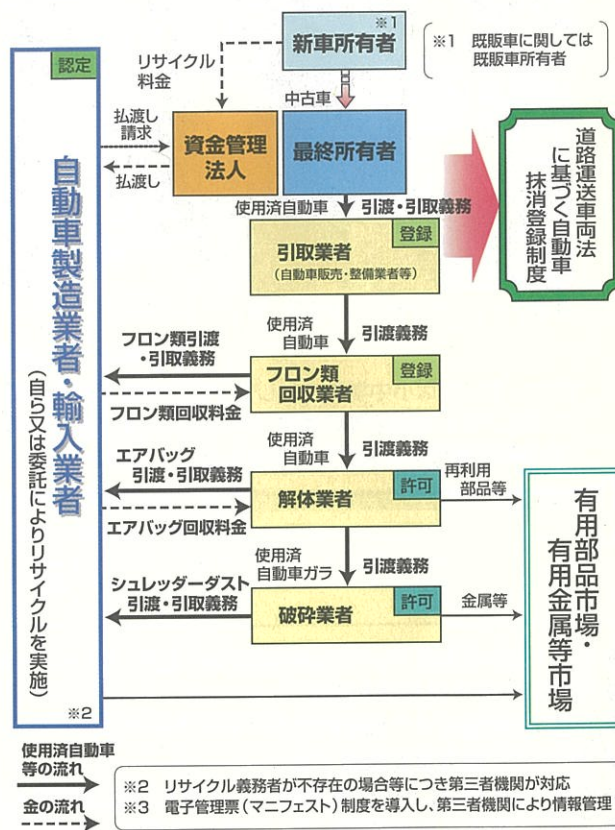 ※1
新車所有者
※1 既販車に関しては
既販車所有者
認定
リサイクル
料金
中古車
払渡し
請求
払渡し
資金管理
法人
最終所有者
使用済自動車
引渡・引取義務
道路運送車両法
に基づく自動車
抹消登録制度
登録
引取業者
(自動車販売・整備業者等)
使用済
自動車
引渡義務
フロン類引渡
・引取義務
フロン類回収料金
登録
フロン類
回収業者
使用済
自動車
引渡義務
エアバッグ
引渡・引取義務
エアバッグ回収料金
許可
解体業者
再利用
部品等
使用済
自動車ガラ
引渡義務
シュレッダーダスト
引渡・引取義務
許可
破砕業者
金属等
自動車製造業者・輸入業者
(自ら又は委託によりリサイクルを実施)
※2
有用部品市場・
有用金属等市場
使用済自動車
等の流れ
金の流れ
※2 リサイクル義務者が不存在の場合等につき第三者機関が対応
※3 電子管理票(マニフェスト)制度を導入し、第三者機関により情報管理